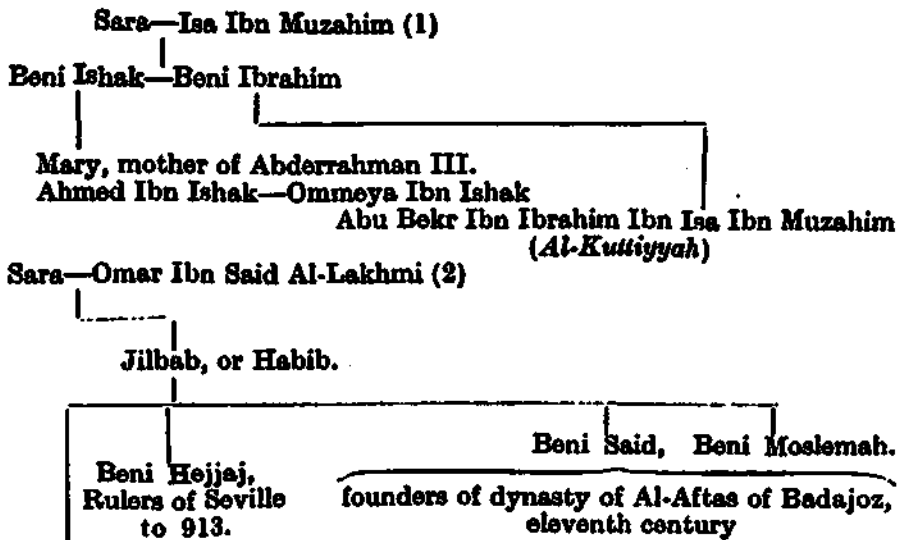 Sara—Isa Ibn Muzahim (1)
Beni Ishak—Beni Ibrahim
Mary, mother of Abderrahman III.
Ahmed Ibn Ishak—Ommeya Ibn Ishak
Abu Bekr Ibn Ibrahim Ibn Isa Ibn Muzahim
(Al-Kuttiyyah)
Sara—Omar Ibn Said Al-Lakhmi (2)
Jilbab, or Habib.
Beni Said, Beni Moslemah.
Beni Hejjaj,
Rulers of Seville
to 913.
founders of dynasty of Al-Aftas of Badajoz,
eleventh century